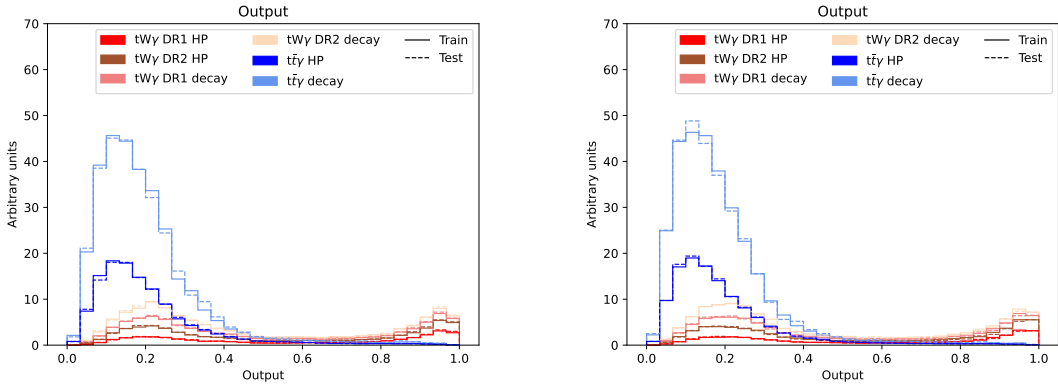 Output
70
60
50
40
30
20
10
0
Arbitrary units
tWγ DR1 HP
tWγ DR2 HP
tWγ DR1 decay
tWγ DR2 decay
tt̄γ HP
tt̄γ decay
Train
Test
0.0 0.2 0.4 0.6 0.8 1.0
Output
Output
70
60
50
40
30
20
10
0
Arbitrary units
tWγ DR1 HP
tWγ DR2 HP
tWγ DR1 decay
tWγ DR2 decay
tt̄γ HP
tt̄γ decay
Train
Test
0.0 0.2 0.4 0.6 0.8 1.0
Output